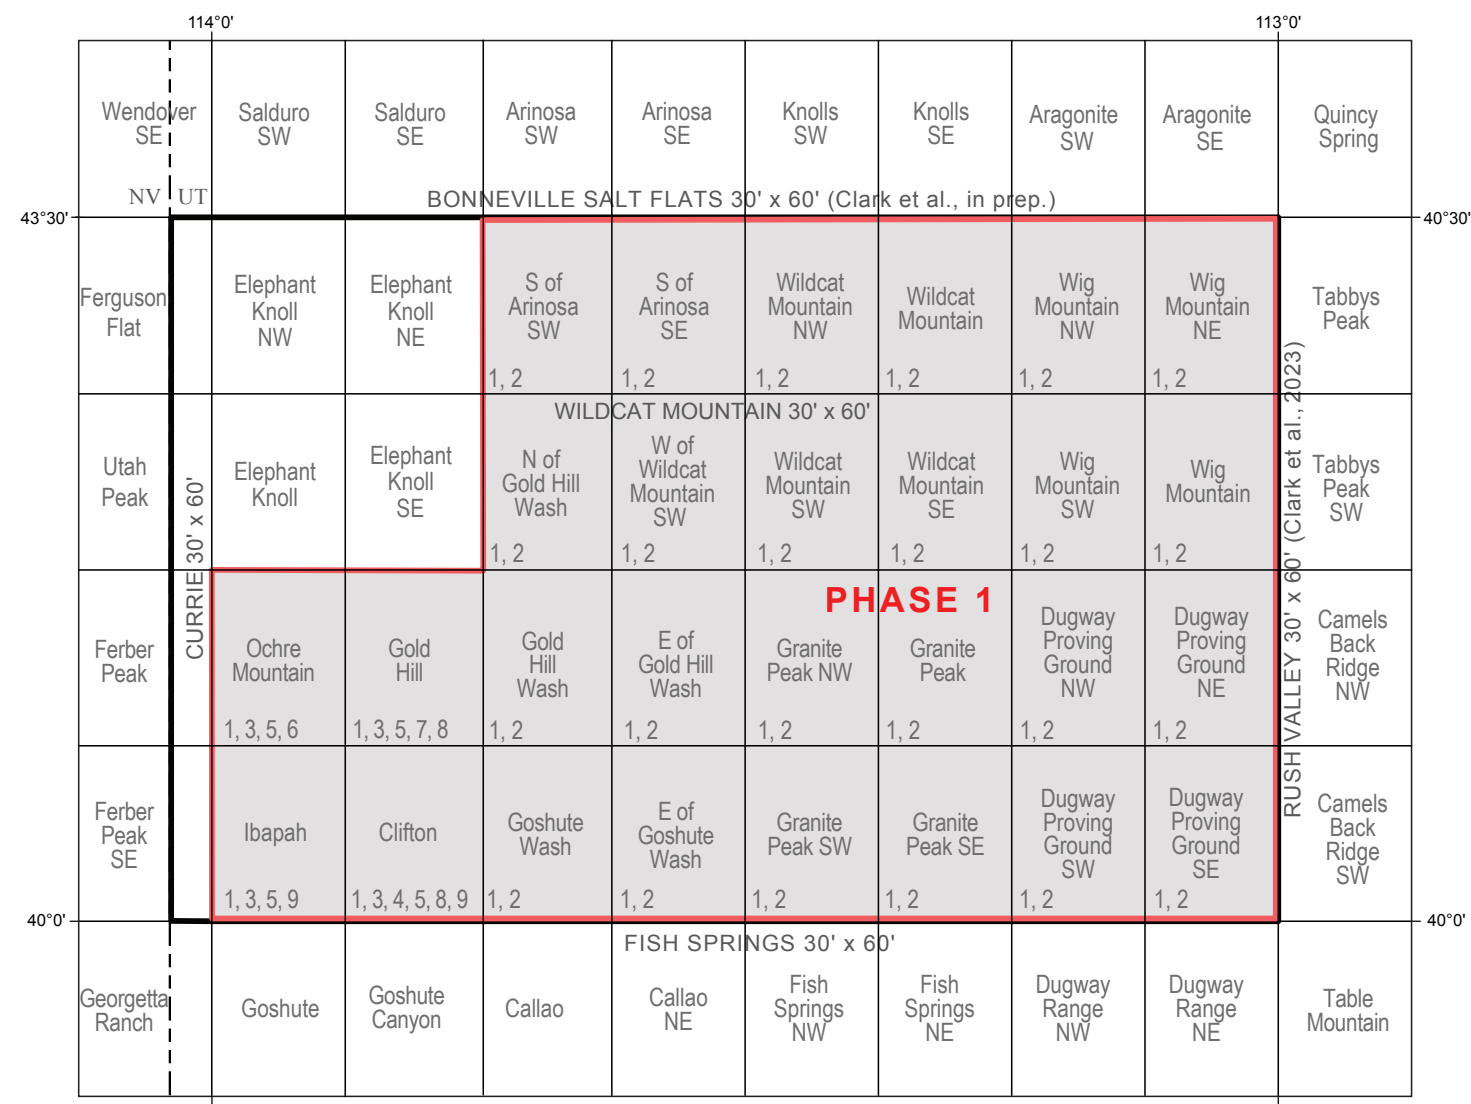 114°0'
113°0'
Wendover
SE
Salduro
SW
Salduro
SE
Arinosa
SW
Arinosa
SE
Knolls
SW
Knolls
SE
Aragonite
SW
Aragonite
SE
Quincy
Spring
NV
UT
BONNEVILLE SALT FLATS 30' x 60' (Clark et al., in prep.)
43°30'
40°30'
Ferguson
Flat
Elephant
Knoll
NW
Elephant
Knoll
NE
S of
Arinosa
SW
1, 2
S of
Arinosa
SE
1, 2
Wildcat
Mountain
NW
1, 2
Wildcat
Mountain
1, 2
Wig
Mountain
NW
1, 2
Wig
Mountain
NE
1, 2
Tabbys
Peak
WILDCAT MOUNTAIN 30' x 60'
Utah
Peak
Elephant
Knoll
Elephant
Knoll
SE
N of
Gold Hill
Wash
1, 2
W of
Wildcat
Mountain
SW
1, 2
Wildcat
Mountain
SW
1, 2
Wildcat
Mountain
SE
1, 2
Wig
Mountain
SW
1, 2
Wig
Mountain
1, 2
Tabbys
Peak
SW
CURRIE 30' x 60'
RUSH VALLEY 30' x 60' (Clark et al., 2023)
PHASE 1
Ferber
Peak
Ochre
Mountain
1, 3, 5, 6
Gold
Hill
1, 3, 5, 7, 8
Gold
Hill
Wash
1, 2
E of
Gold Hill
Wash
1, 2
Granite
Peak NW
1, 2
Granite
Peak
1, 2
Dugway
Proving
Ground
NW
1, 2
Dugway
Proving
Ground
NE
1, 2
Camels
Back
Ridge
NW
Ferber
Peak
SE
Ibapah
1, 3, 5, 9
Clifton
1, 3, 4, 5, 8, 9
Goshute
Wash
1, 2
E of
Goshute
Wash
1, 2
Granite
Peak SW
1, 2
Granite
Peak SE
1, 2
Dugway
Proving
Ground
SW
1, 2
Dugway
Proving
Ground
SE
1, 2
Camels
Back
Ridge
SW
40°0'
40°0'
FISH SPRINGS 30' x 60'
Georgetta
Ranch
Goshute
Goshute
Canyon
Callao
Callao
NE
Fish
Springs
NW
Fish
Springs
NE
Dugway
Range
NW
Dugway
Range
NE
Table
Mountain